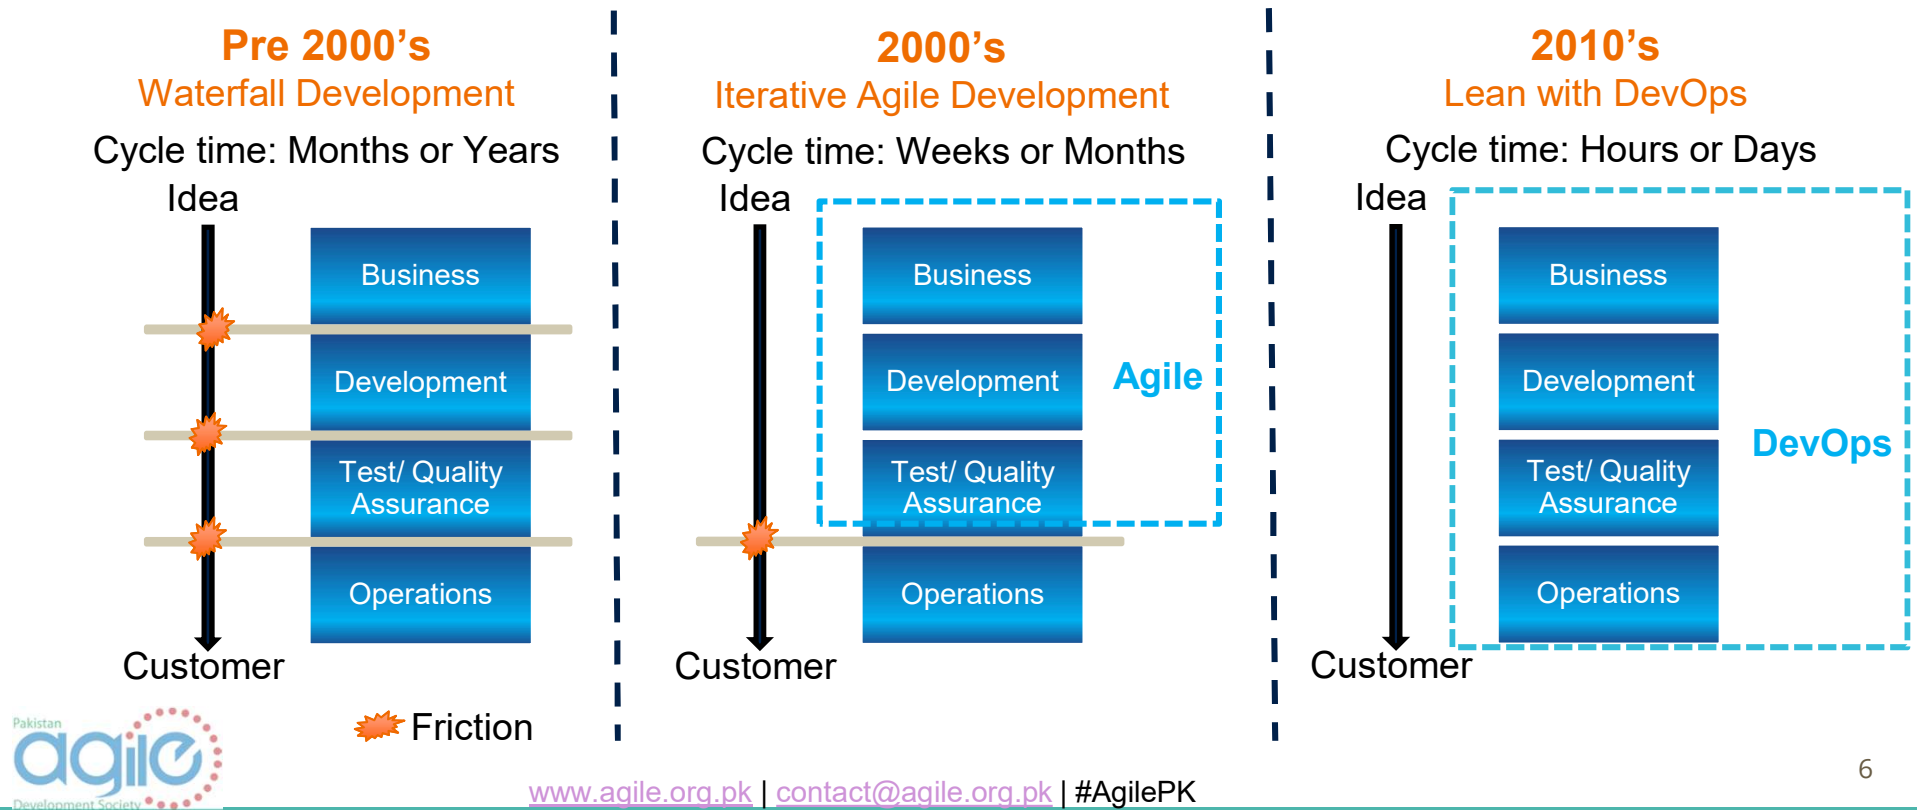 Pre 2000's
Waterfall Development
Cycle time: Months or Years
Idea
Business
Development
Test/ Quality
Assurance
Operations
Customer
Friction
2000's
Iterative Agile Development
Cycle time: Weeks or Months
Idea
Business
Development
Agile
Test/ Quality
Assurance
Operations
Customer
2010's
Lean with DevOps
Cycle time: Hours or Days
Idea
Business
Development
DevOps
Test/ Quality
Assurance
Operations
Customer
Pakistan
agile
Development Society
www.agile.org.pk | contact@agile.org.pk | #AgilePK
6